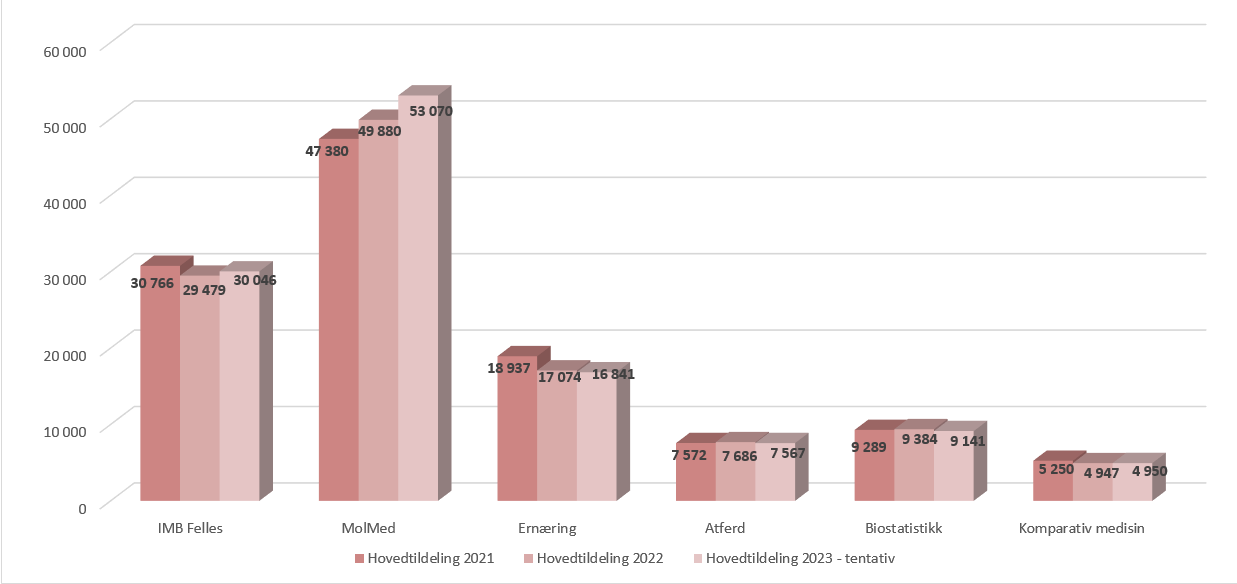 60 000
50 000
40 000
30 000
20 000
10 000
0
30 766
29 479
30 046
47 380
49 880
53 070
18 937
17 074
16 841
7 572
7 686
7 567
9 289
9 384
9 141
5 250
4 947
4 950
IMB Felles
MolMed
Ernæring
Atferd
Biostatistikk
Komparativ medisin
Hovedtildeling 2021
Hovedtildeling 2022
Hovedtildeling 2023 - tentativ